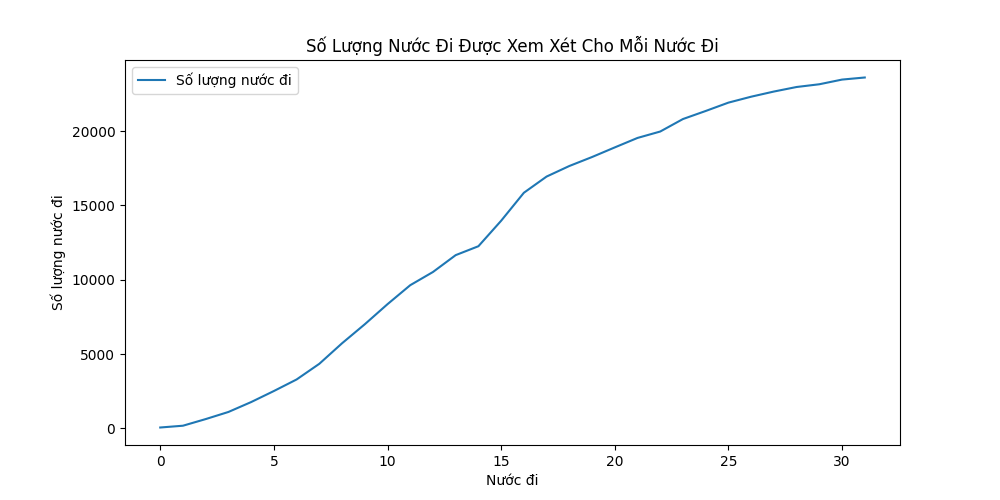 Số Lượng Nước Đi Được Xem Xét Cho Mỗi Nước Đi
Số lượng nước đi
Số lượng nước đi
20000
15000
10000
5000
0
0 5 10 15 20 25 30
Nước đi